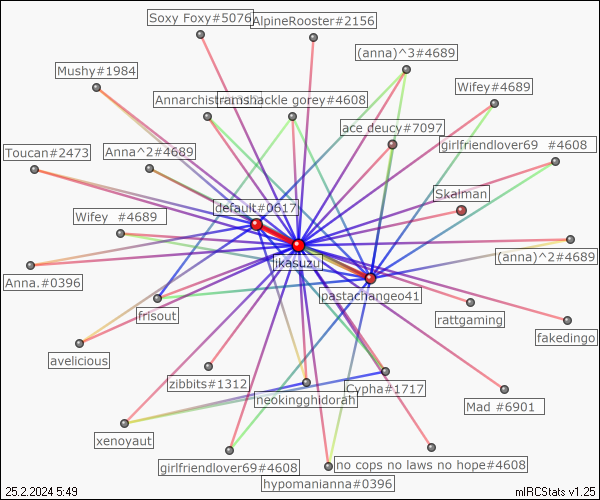 Soxy Foxy#5076
AlpineRooster#2156
(anna)^3#4689
Mushy#1984
Wifey#4689
Annarchist
ramshackle gorey#4608
ace deucy#7097
girlfriendlover69 #4608
Toucan#2473
Anna^2#4689
Skalman
default#0617
Wifey #4689
(anna)^2#4689
ikasuzu
Anna.#0396
pastachangeo41
frisout
rattgaming
fakedingo
avelicious
zibbits#1312
Cypha#1717
neokingghidorah
Mad #6901
xenoyaut
girlfriendlover69#4608
no cops no laws no hope#4608
hypomanianna#0396
25.2.2024 5:49
mIRCStats v1.25